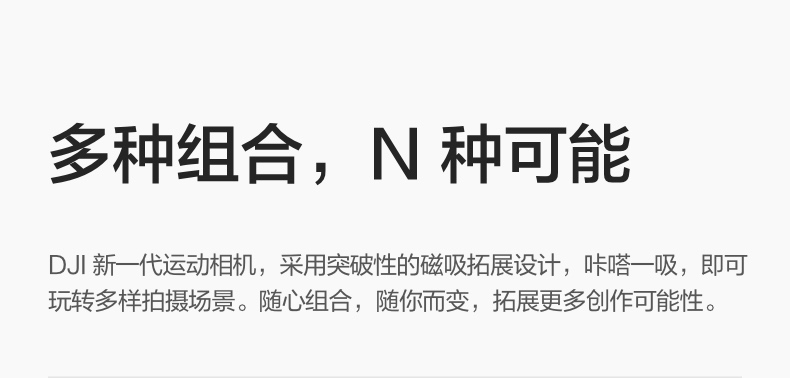 多种组合，N 种可能
DJI 新一代运动相机，采用突破性的磁吸拓展设计，咔嗒一吸，即可
玩转多样拍摄场景。随心组合，随你而变，拓展更多创作可能性。